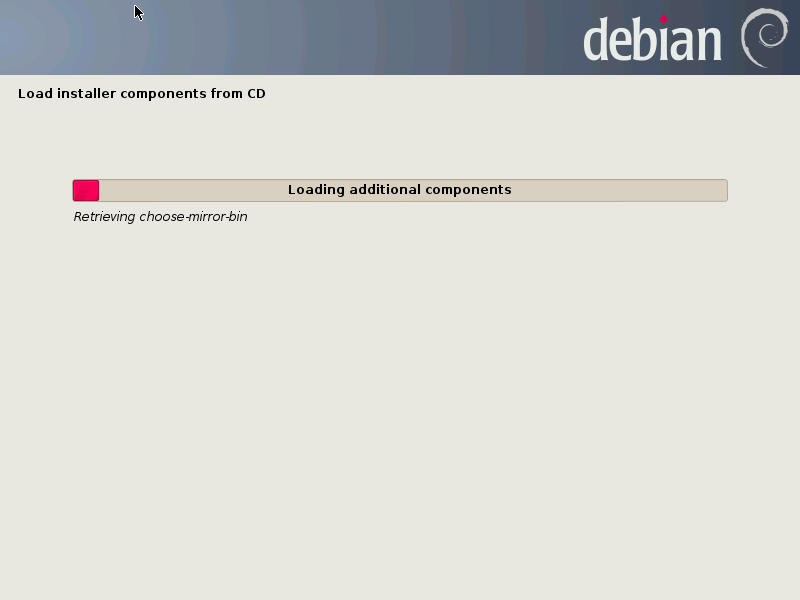 debian
Load installer components from CD
Loading additional components
Retrieving choose-mirror-bin